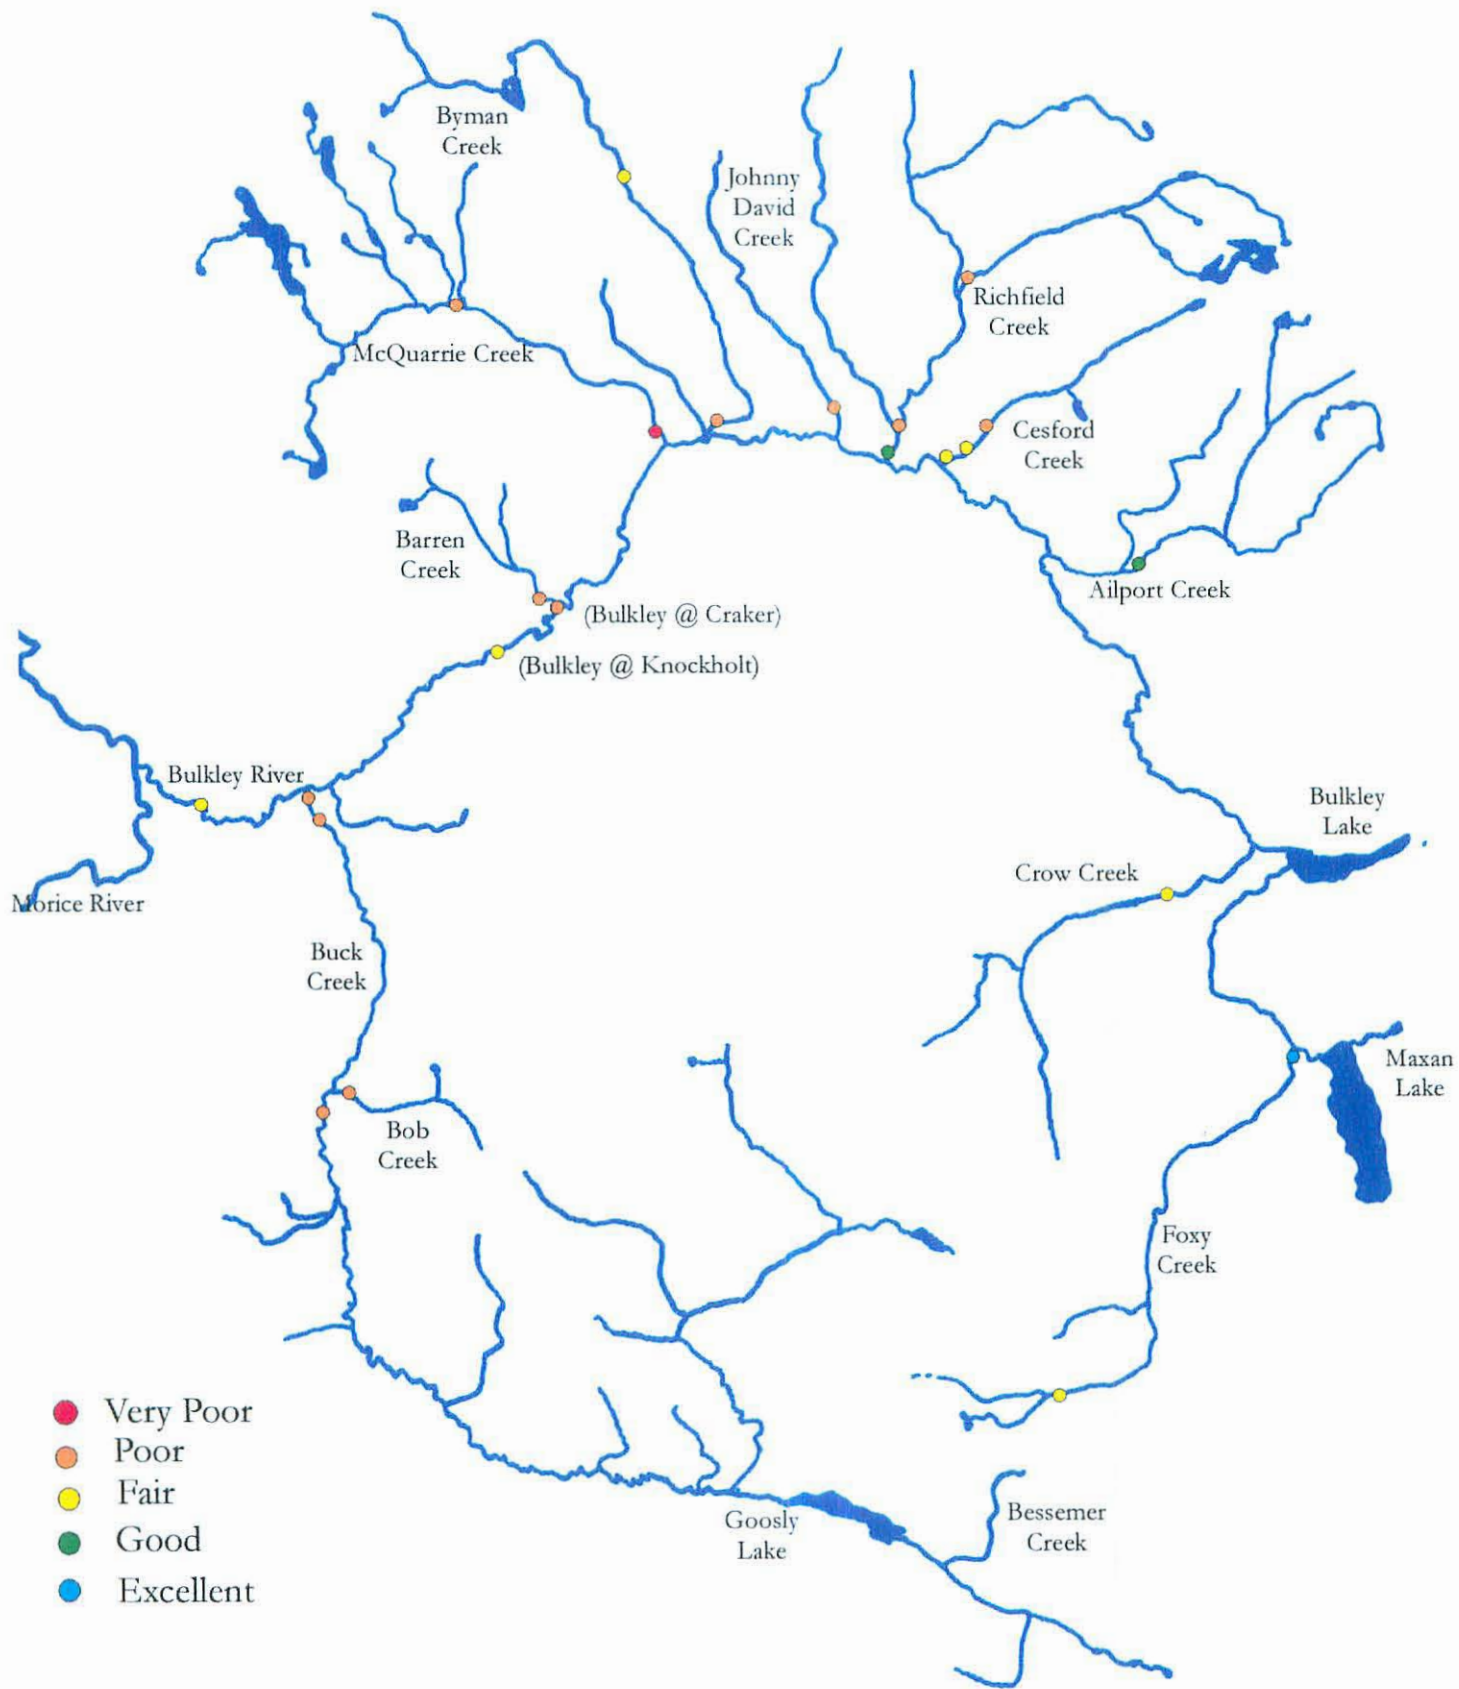 Byman
Creek
Johnny
David
Creek
Richfield
Creek
McQuarrie Creek
Cesford
Creek
Barren
Creek
Ailport Creek
(Bulkley @ Craker)
(Bulkley @ Knockholt)
Bulkley River
Bulkley
Lake
Crow Creek
Morice River
Buck
Creek
Maxan
Lake
Bob
Creek
Foxy
Creek
Very Poor
Poor
Fair
Good
Excellent
Goosly
Lake
Bessemer
Creek